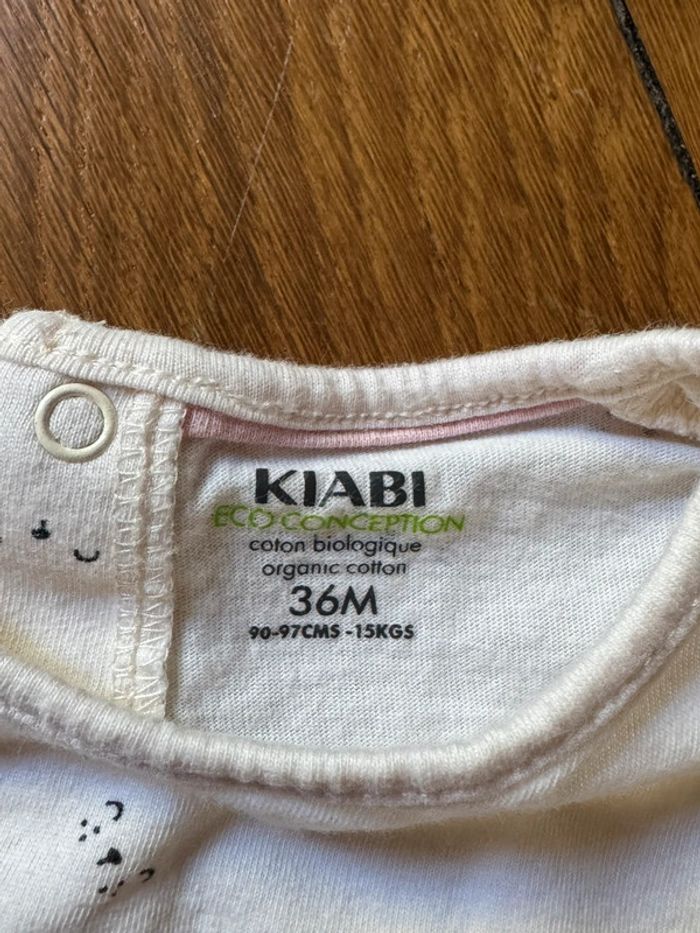 KIABI
ECO CONCEPTION
coton biologique
organic cotton
36M
90-97CMS -15KGS